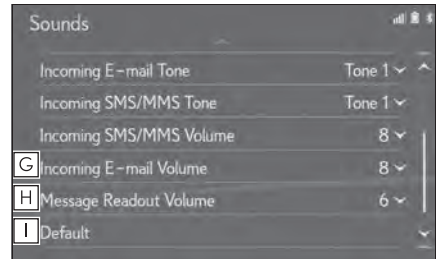 Sounds
Incoming E-mail Tone Tone 1
Incoming SMS/MMS Tone Tone 1
Incoming SMS/MMS Volume 8
G Incoming E-mail Volume 8
H Message Readout Volume 6
I Default